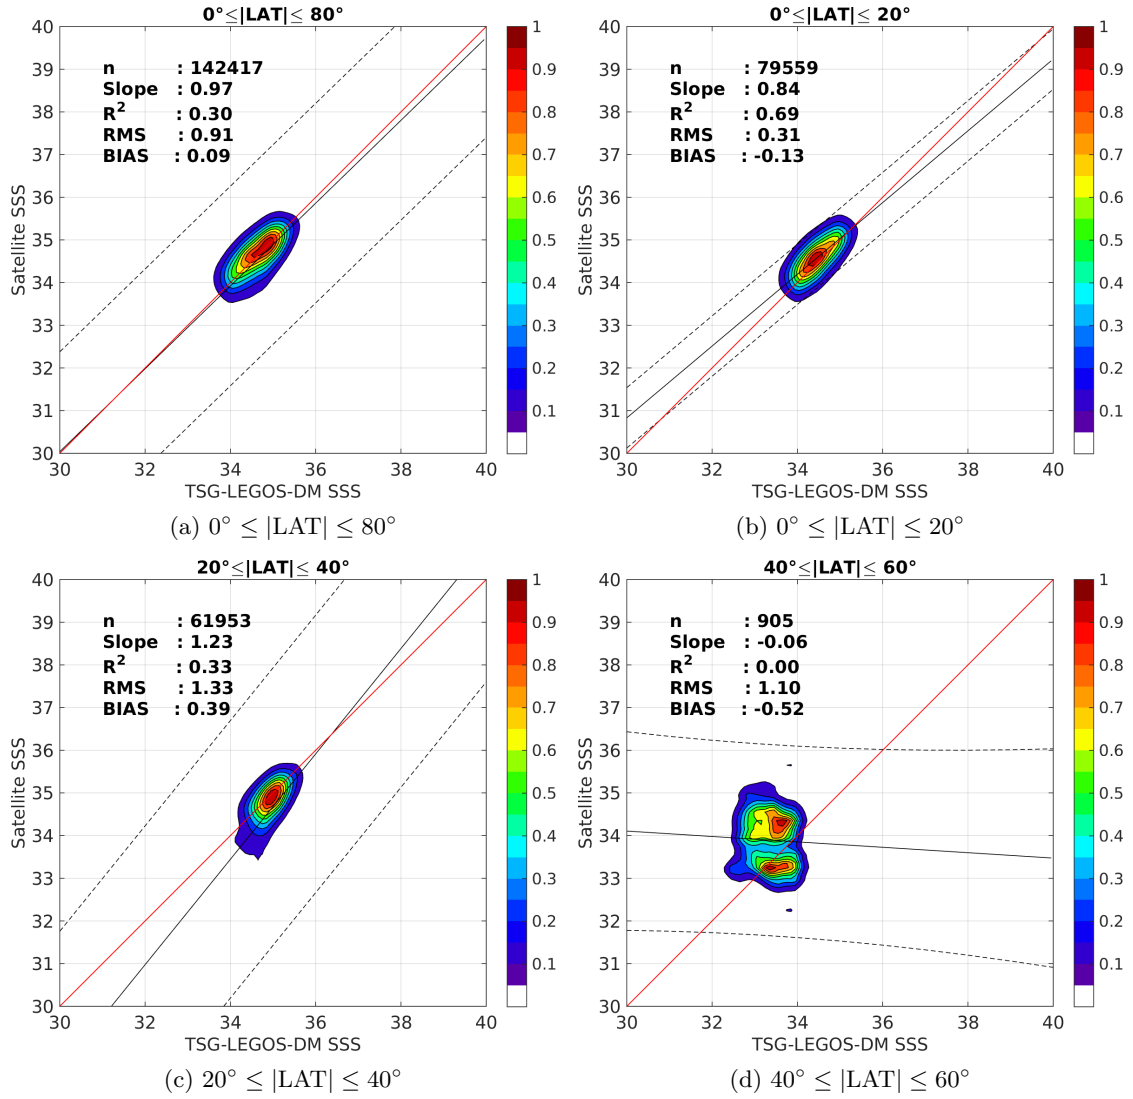 0°≤|LAT|≤ 80°
40
39
38
37
36
35
34
33
32
31
30
Satellite SSS
n : 142417
Slope : 0.97
R² : 0.30
RMS : 0.91
BIAS : 0.09
30 32 34 36 38 40
TSG-LEGOS-DM SSS
1
0.9
0.8
0.7
0.6
0.5
0.4
0.3
0.2
0.1
(a) 0° ≤ |LAT| ≤ 80°
0°≤|LAT|≤ 20°
40
39
38
37
36
35
34
33
32
31
30
Satellite SSS
n : 79559
Slope : 0.84
R² : 0.69
RMS : 0.31
BIAS : -0.13
30 32 34 36 38 40
TSG-LEGOS-DM SSS
1
0.9
0.8
0.7
0.6
0.5
0.4
0.3
0.2
0.1
(b) 0° ≤ |LAT| ≤ 20°
20°≤|LAT|≤ 40°
40
39
38
37
36
35
34
33
32
31
30
Satellite SSS
n : 61953
Slope : 1.23
R² : 0.33
RMS : 1.33
BIAS : 0.39
30 32 34 36 38 40
TSG-LEGOS-DM SSS
1
0.9
0.8
0.7
0.6
0.5
0.4
0.3
0.2
0.1
(c) 20° ≤ |LAT| ≤ 40°
40°≤|LAT|≤ 60°
40
39
38
37
36
35
34
33
32
31
30
Satellite SSS
n : 905
Slope : -0.06
R² : 0.00
RMS : 1.10
BIAS : -0.52
30 32 34 36 38 40
TSG-LEGOS-DM SSS
1
0.9
0.8
0.7
0.6
0.5
0.4
0.3
0.2
0.1
(d) 40° ≤ |LAT| ≤ 60°